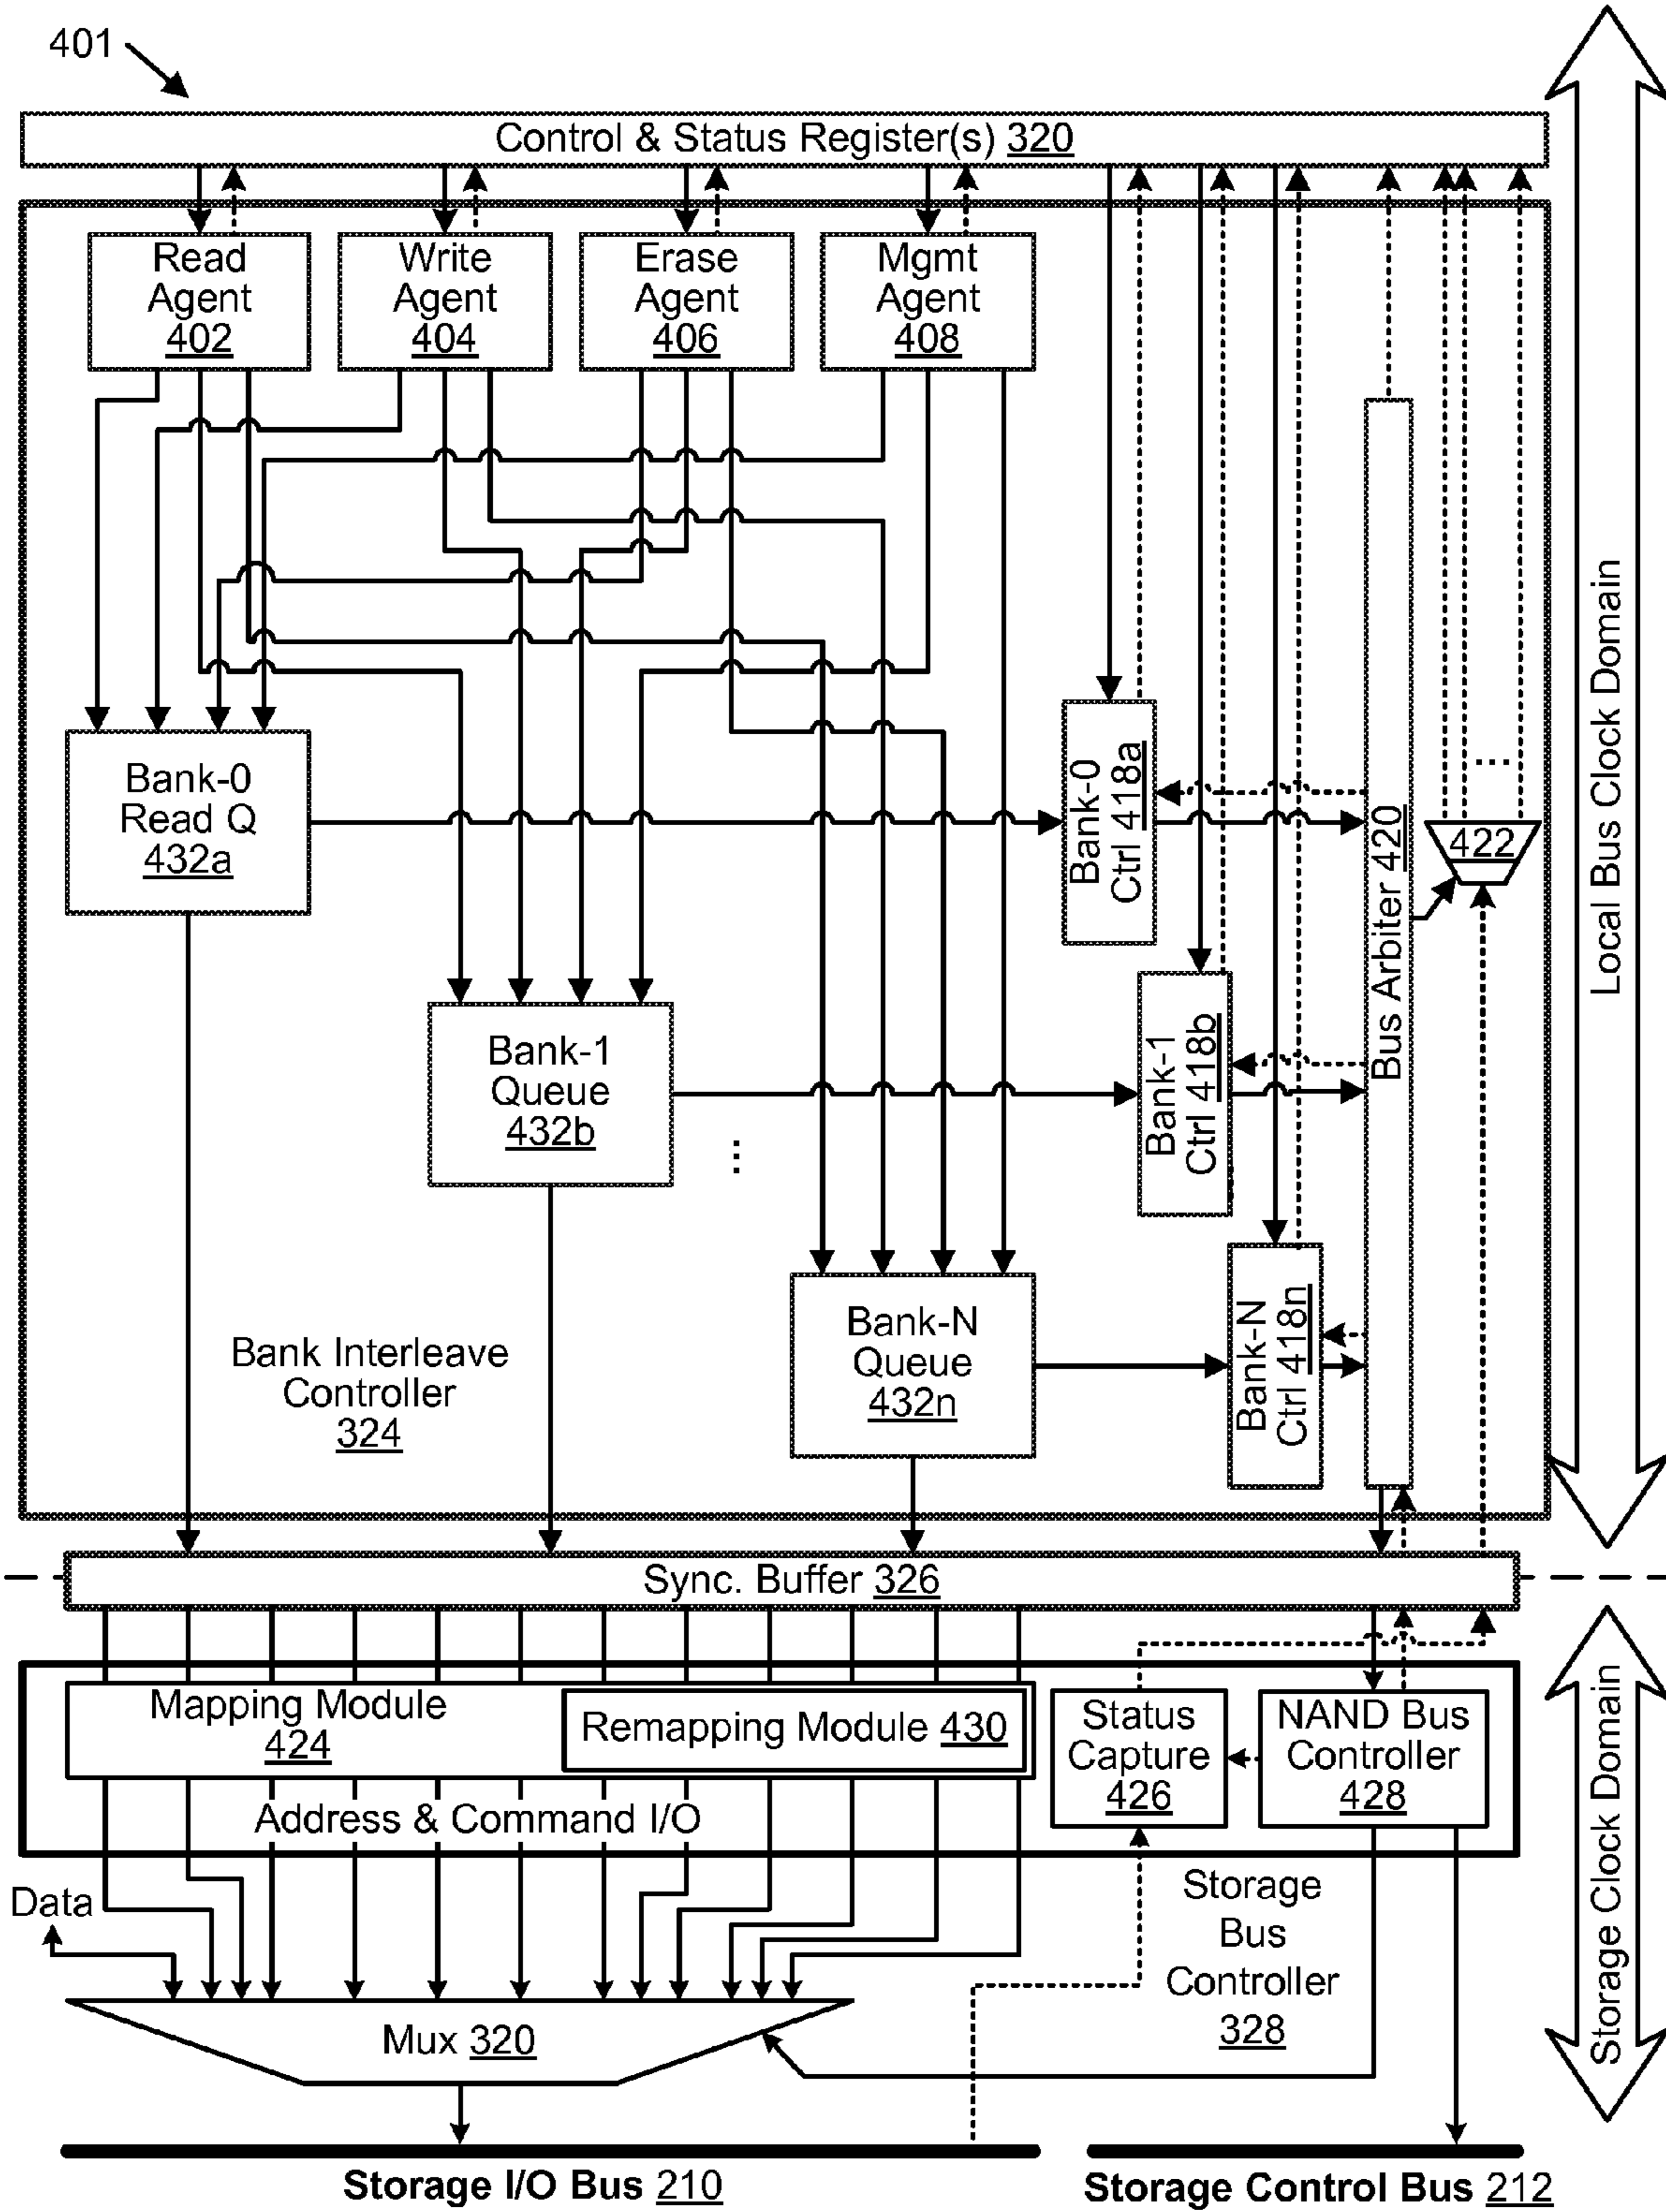 401
Control & Status Register(s) 320
Read
Agent
402
Write
Agent
404
Erase
Agent
406
Mgmt
Agent
408
Bank-0
Read Q
432a
Bank-0
Ctrl 418a
Bus Arbiter 420
422
...
Local Bus Clock Domain
Bank-1
Queue
432b
...
Bank-1
Ctrl 418b
Bank Interleave
Controller
324
Bank-N
Queue
432n
Bank-N
Ctrl 418n
Sync. Buffer 326
Mapping Module
424
Remapping Module 430
Status
Capture
426
NAND Bus
Controller
428
Address & Command I/O
Storage Clock Domain
Data
Storage
Bus
Controller
328
Mux 320
Storage I/O Bus 210
Storage Control Bus 212